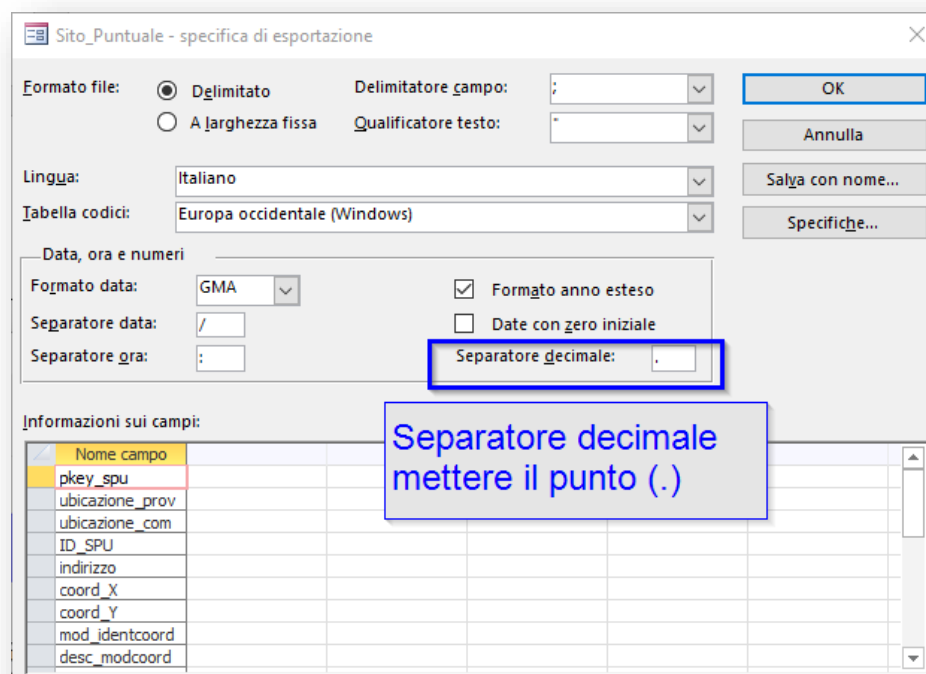 Sito_Puntuale - specifica di esportazione
Formato file:
Delimitato
Delimitatore campo:
;
OK
A larghezza fissa
Qualificatore testo:
"
Annulla
Lingua:
Italiano
Salva con nome...
Tabella codici:
Europa occidentale (Windows)
Specifiche...
Data, ora e numeri
Formato data:
GMA
Formato anno esteso
Separatore data:
/
Date con zero iniziale
Separatore ora:
:
Separatore decimale:
.
Informazioni sui campi:
Separatore decimale
mettere il punto (.)
Nome campo
pkey_spu
ubicazione_prov
ubicazione_com
ID_SPU
indirizzo
coord_X
coord_Y
mod_identcoord
desc_modcoord